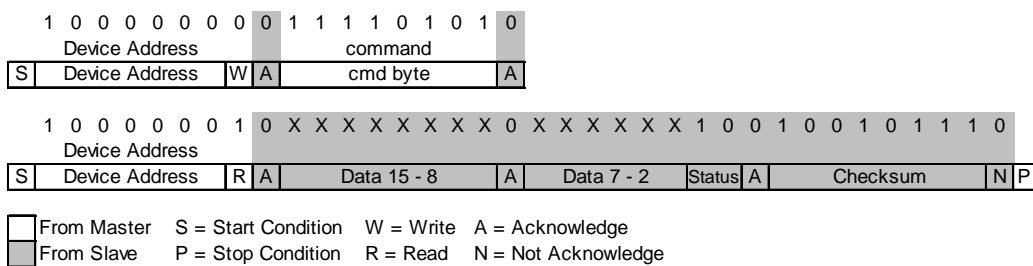 1 0 0 0 0 0 0 0 0 1 1 1 1 0 1 0 1 0
Device Address command
S Device Address W A cmd byte A
1 0 0 0 0 0 0 1 0 X X X X X X X X 0 X X X X X X 1 0 0 1 0 0 1 0 1 1 1 0
Device Address
S Device Address R A Data 15 - 8 A Data 7 - 2 Status A Checksum N P
From Master S = Start Condition W = Write A = Acknowledge
From Slave P = Stop Condition R = Read N = Not Acknowledge